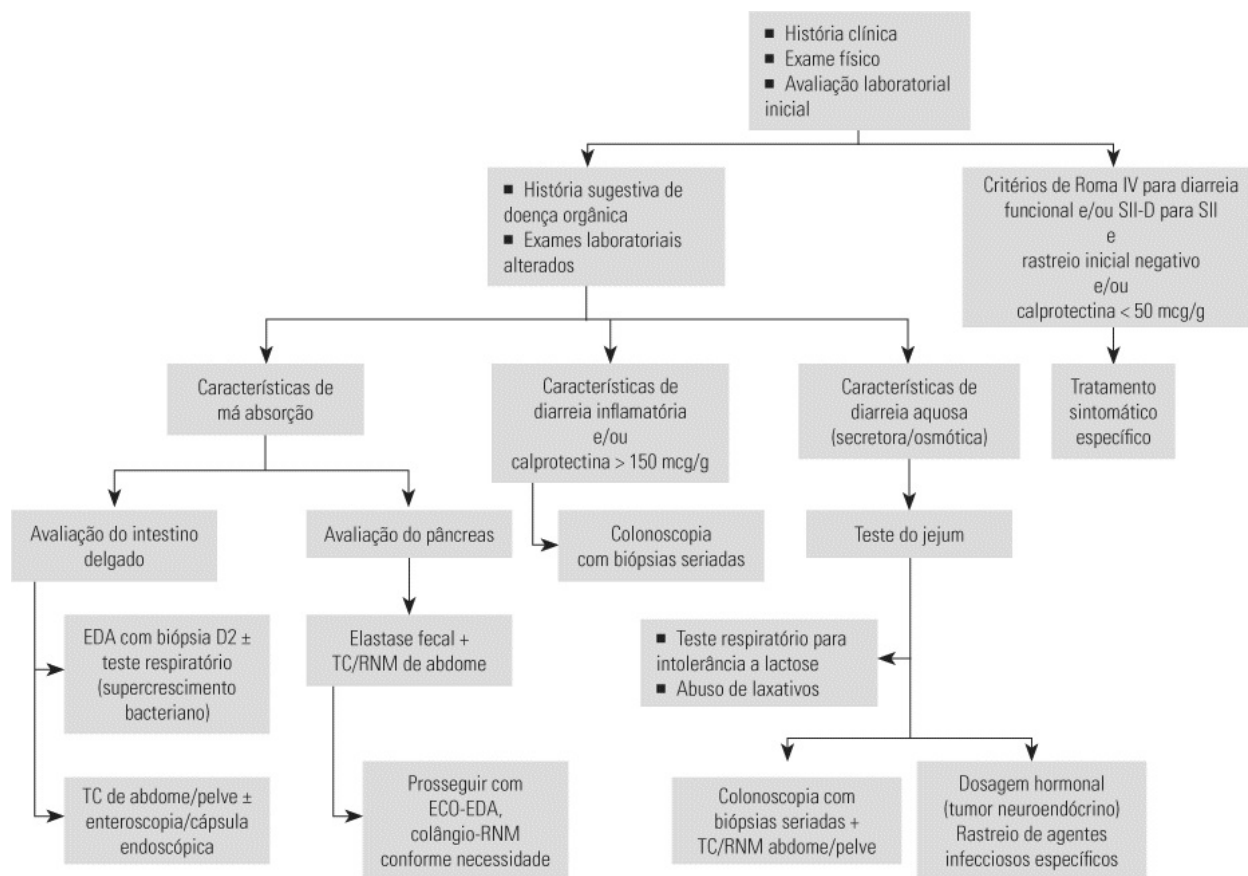 ■ História clínica
■ Exame físico
■ Avaliação laboratorial
inicial
■ História sugestiva de
doença orgânica
■ Exames laboratoriais
alterados
Critérios de Roma IV para diarreia
funcional e/ou SII-D para SII
e
rastreio inicial negativo
e/ou
calprotectina < 50 mcg/g
Características de
má absorção
Características de
diarreia inflamatória
e/ou
calprotectina > 150 mcg/g
Características de
diarreia aquosa
(secretora/osmótica)
Tratamento
sintomático
específico
Avaliação do intestino
delgado
Avaliação do pâncreas
Colonoscopia
com biópsias seriadas
Teste do jejum
EDA com biópsia D2 ±
teste respiratório
(supercrescimento
bacteriano)
Elastase fecal +
TC/RNM de abdome
■ Teste respiratório para
intolerância a lactose
■ Abuso de laxativos
TC de abdome/pelve ±
enteroscopia/cápsula
endoscópica
Prosseguir com
ECO-EDA,
colângio-RNM
conforme necessidade
Colonoscopia com
biópsias seriadas +
TC/RNM abdome/pelve
Dosagem hormonal
(tumor neuroendócrino)
Rastreio de agentes
infecciosos específicos